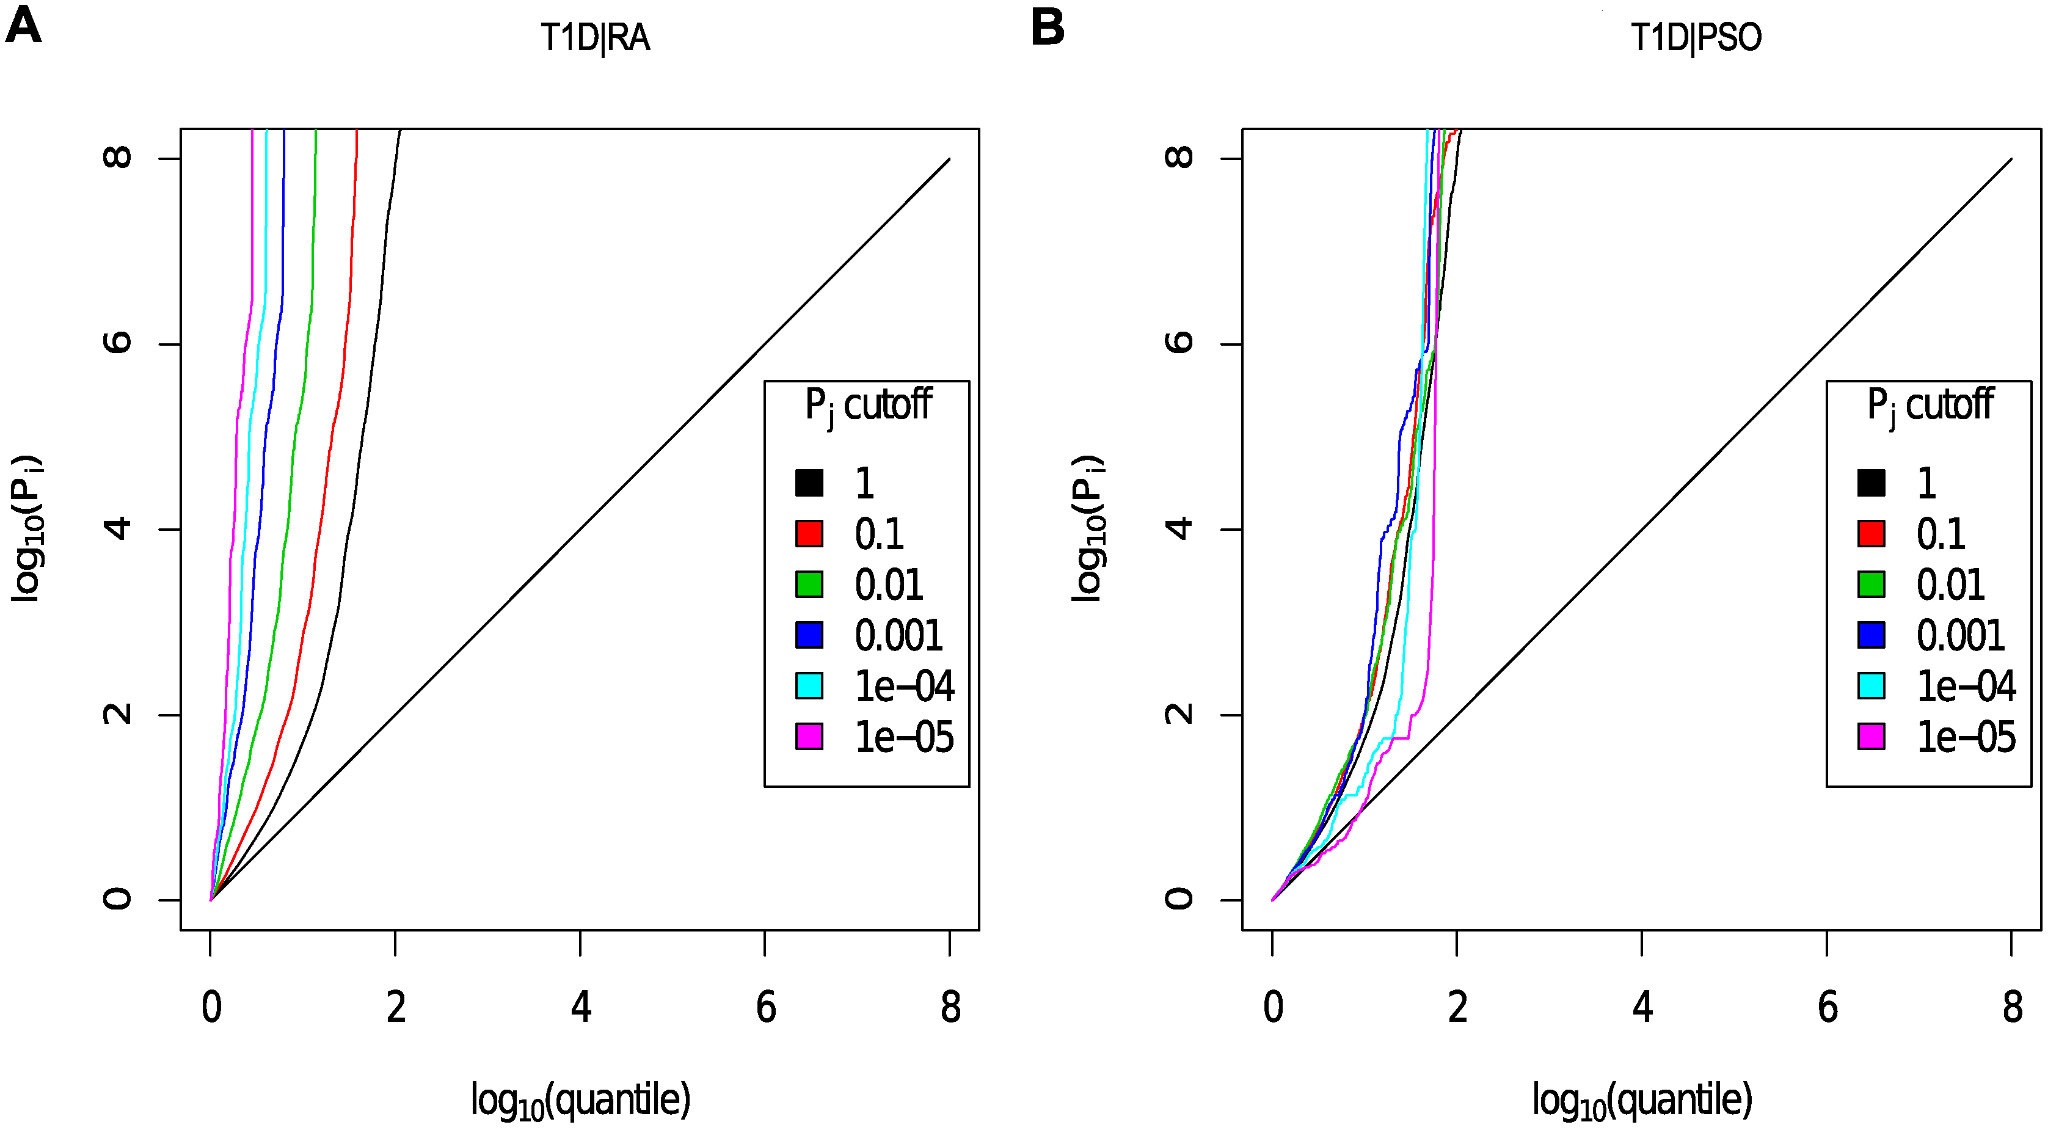 A
T1D|RA
log10(Pi)
8
6
4
2
0
Pj cutoff
1
0.1
0.01
0.001
1e−04
1e−05
0 2 4 6 8
log10(quantile)
B
T1D|PSO
log10(Pi)
8
6
4
2
0
Pj cutoff
1
0.1
0.01
0.001
1e−04
1e−05
0 2 4 6 8
log10(quantile)